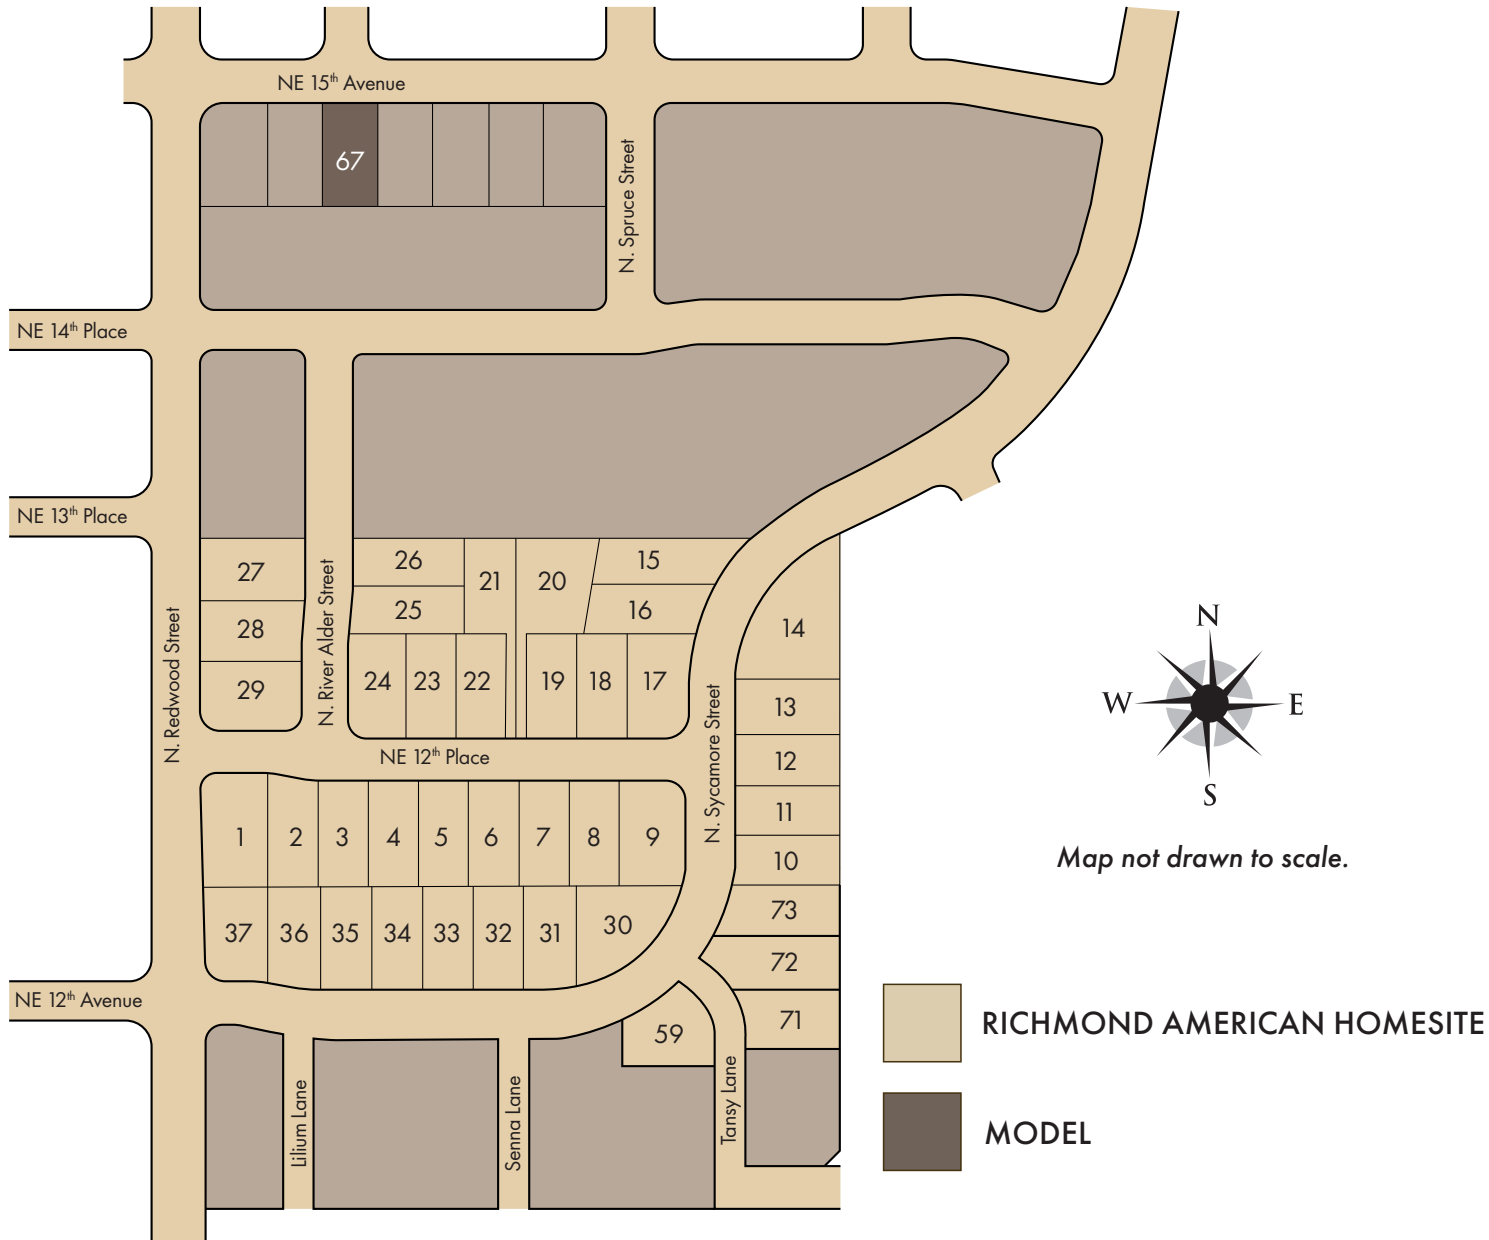 NE 15th Avenue
67
N. Spruce Street
NE 14th Place
NE 13th Place
27
28
29
N. Redwood Street
N. River Alder Street
26
25
21
20
15
16
24
23
22
19
18
17
14
13
12
11
10
73
72
71
N. Sycamore Street
NE 12th Place
1
2
3
4
5
6
7
8
9
37
36
35
34
33
32
31
30
NE 12th Avenue
59
Lilium Lane
Senna Lane
Tansy Lane
N
W
E
S
Map not drawn to scale.
RICHMOND AMERICAN HOMESITE
MODEL